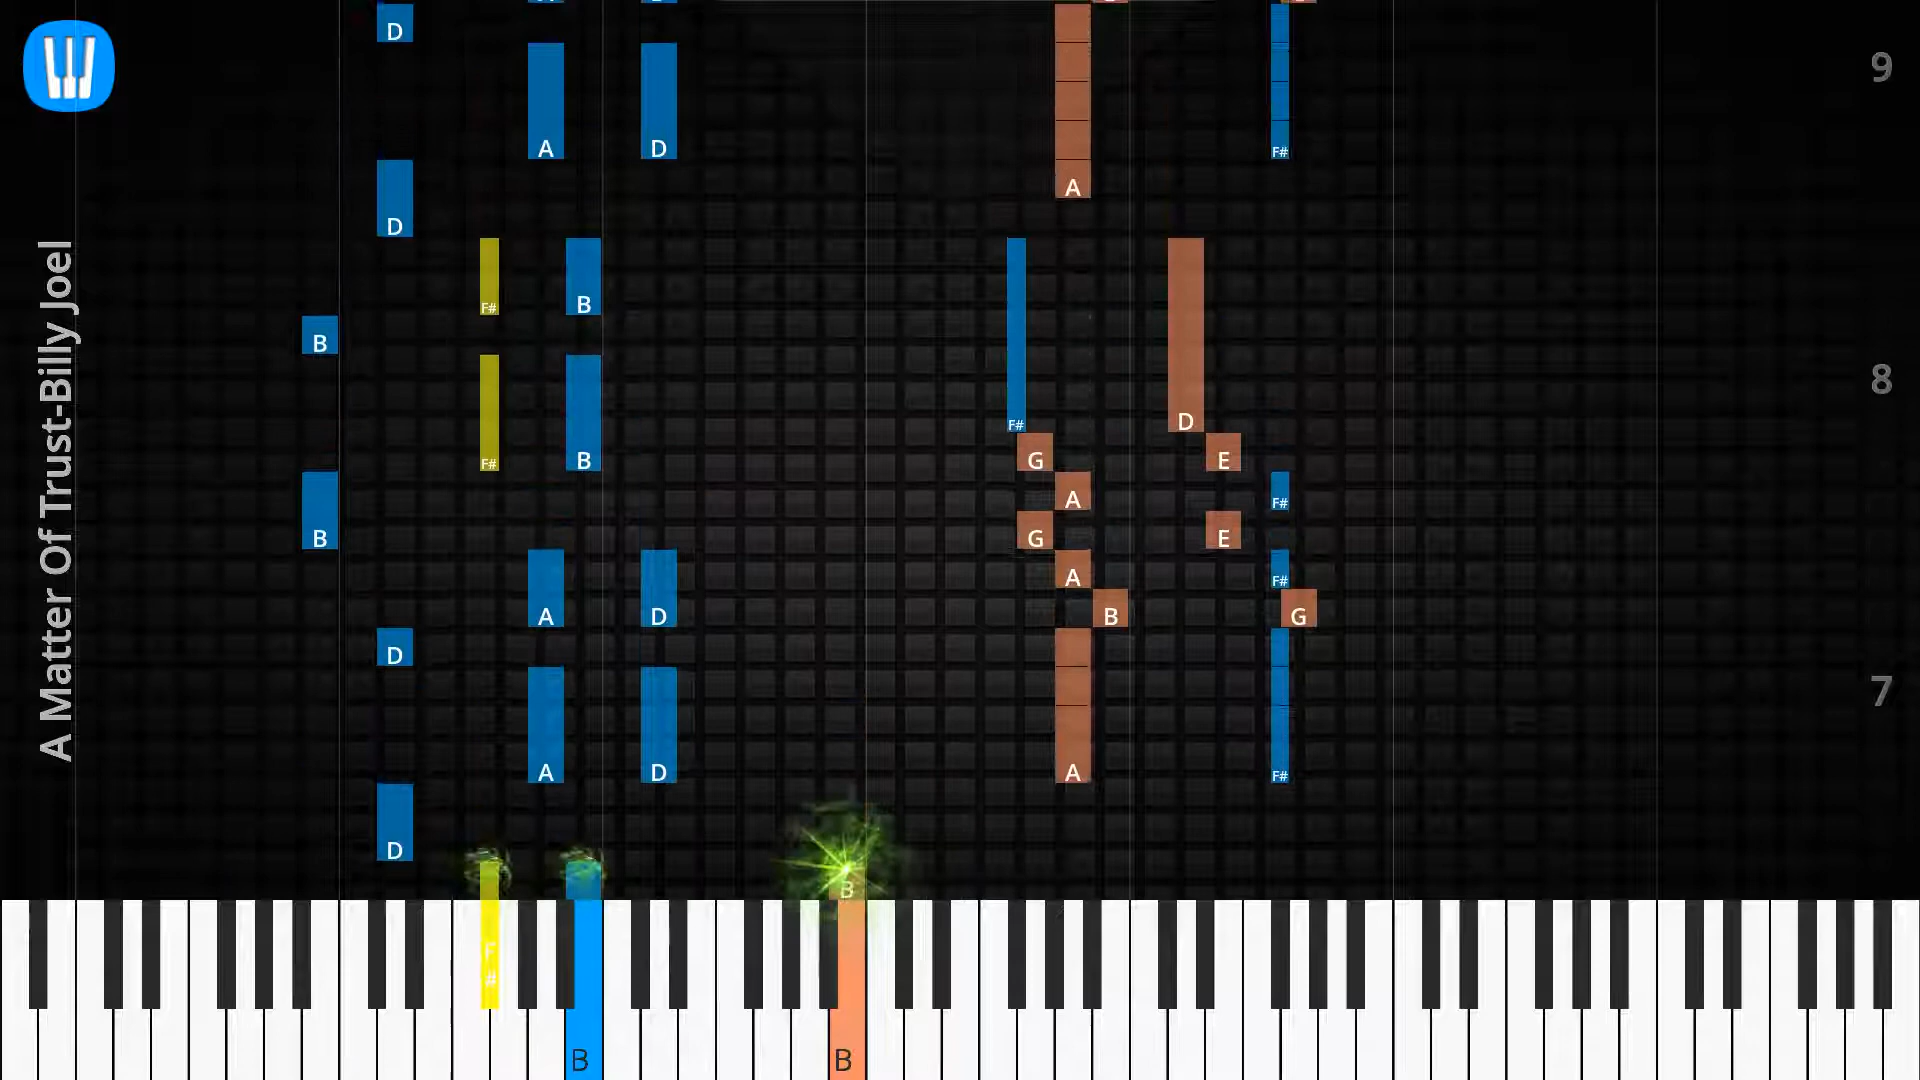 A Matter Of Trust-Billy Joel
D
9
A D F#
A
D
F# B
B
8
F# D
F# B G E
A F#
B G E
A F#
A D B G
D
7
A D A F#
D
B
F
#
B B